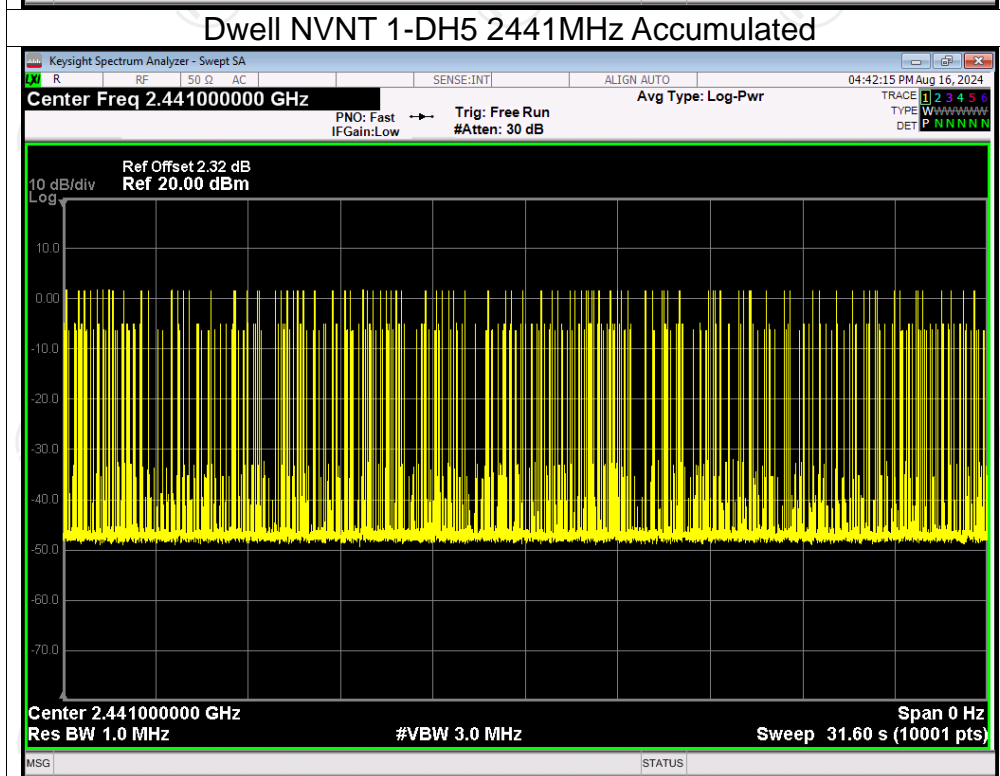 Dwell NVNT 1-DH5 2441MHz Accumulated
Keysight Spectrum Analyzer - Swept SA
LXI R RF 50 Ω AC SENSE:INT ALIGN AUTO 04:42:15 PM Aug 16, 2024
Center Freq 2.441000000 GHz Avg Type: Log-Pwr TRACE 1 2 3 4 5 6
PNO: Fast Trig: Free Run TYPE WWWWWW
IFGain:Low #Atten: 30 dB DET P N N N N N
Ref Offset 2.32 dB
10 dB/div Ref 20.00 dBm
Log
10.0
0.00
-10.0
-20.0
-30.0
-40.0
-50.0
-60.0
-70.0
Center 2.441000000 GHz Span 0 Hz
Res BW 1.0 MHz #VBW 3.0 MHz Sweep 31.60 s (10001 pts)
MSG STATUS